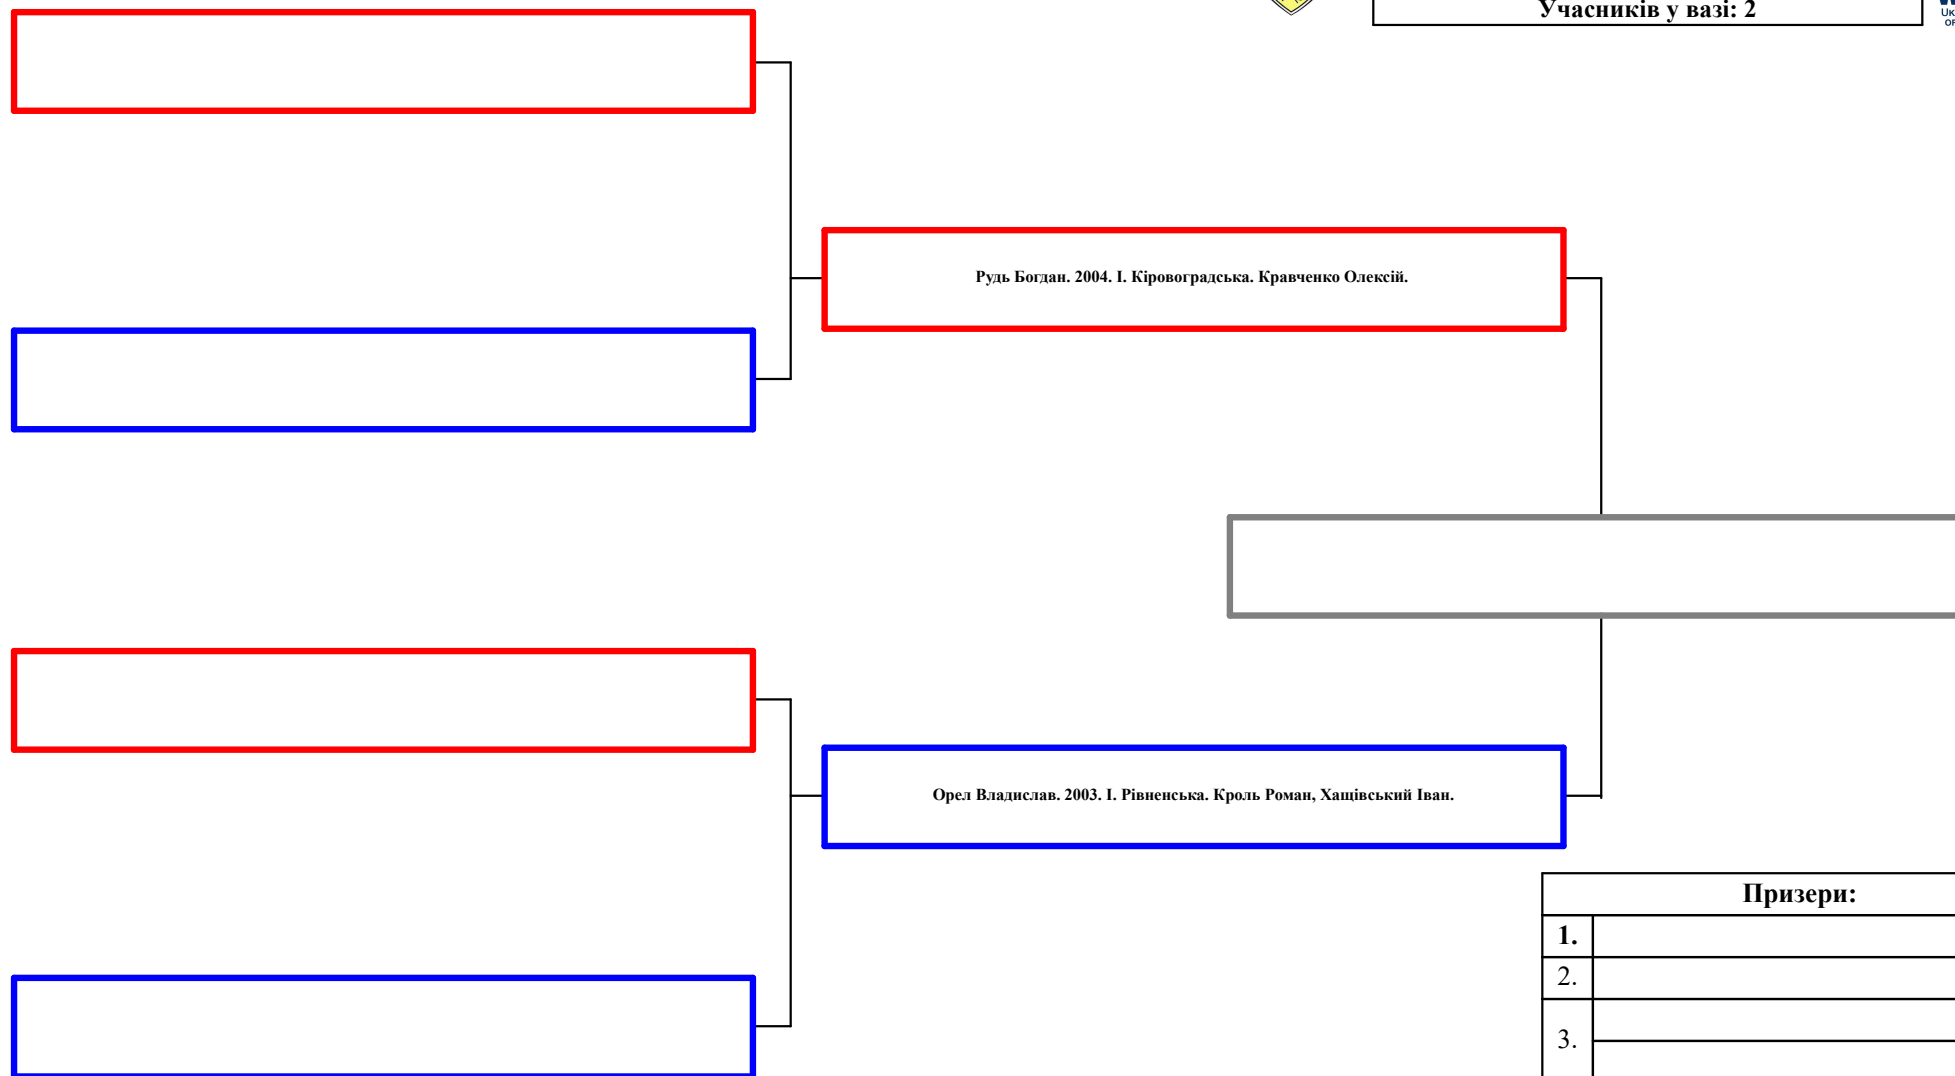 Учасників у вазі: 2
Рудь Богдан. 2004. І. Кіровоградська. Кравченко Олексій.
Орел Владислав. 2003. І. Рівненська. Кроль Роман, Хащівський Іван.
Призери:
1.
2.
3.